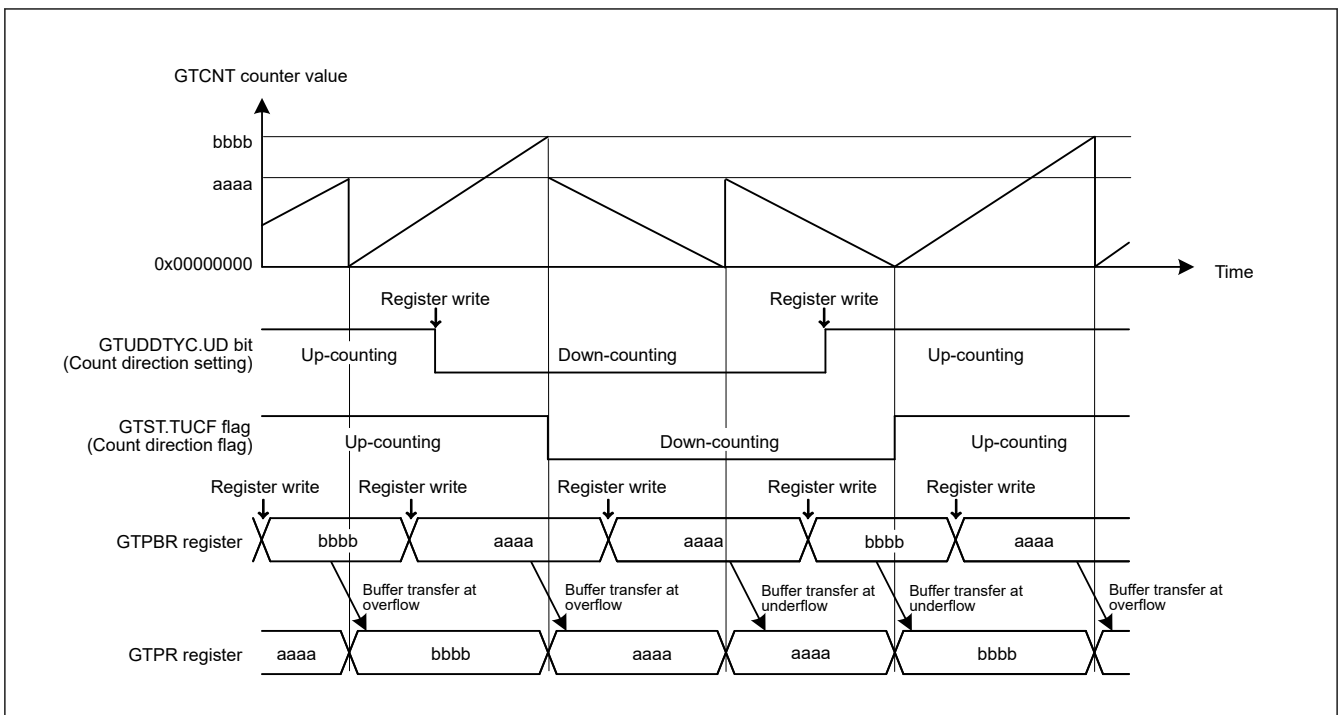 GTCNT counter value
bbbb
aaaa
0x00000000
Time
Register write
Register write
GTUDDTYC.UD bit
(Count direction setting)
Up-counting
Down-counting
Up-counting
GTST.TUCF flag
(Count direction flag)
Up-counting
Down-counting
Up-counting
Register write
Register write
Register write
Register write
Register write
GTPBR register
bbbb
aaaa
aaaa
bbbb
aaaa
Buffer transfer at
overflow
Buffer transfer at
overflow
Buffer transfer at
underflow
Buffer transfer at
underflow
Buffer transfer at
overflow
GTPR register
aaaa
bbbb
aaaa
aaaa
bbbb